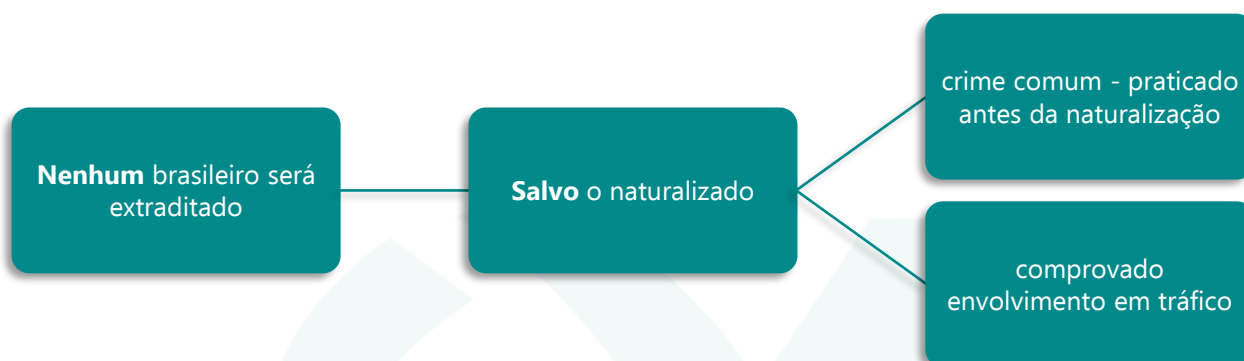 Nenhum brasileiro será
extraditado
Salvo o naturalizado
crime comum - praticado
antes da naturalização
comprovado
envolvimento em tráfico